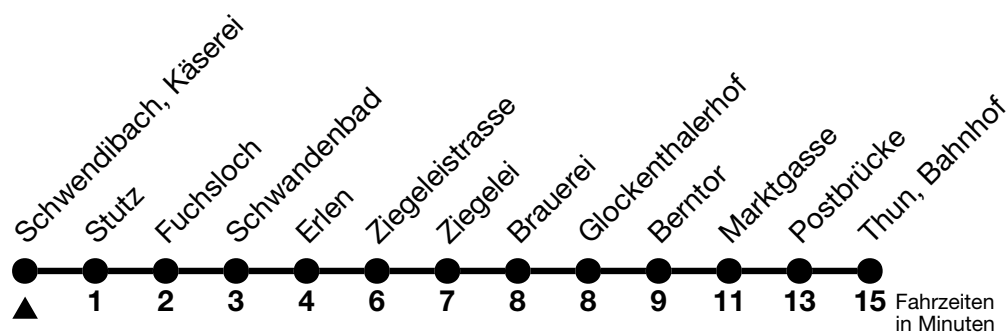 Schwendibach, Käserei
Stutz
Fuchsloch
Schwandenbad
Erlen
Ziegeleistrasse
Ziegelei
Brauerei
Glockenthalerhof
Berntor
Marktgasse
Postbrücke
Thun, Bahnhof
1 2 3 4 6 7 8 8 9 11 13 15 Fahrzeiten
in Minuten